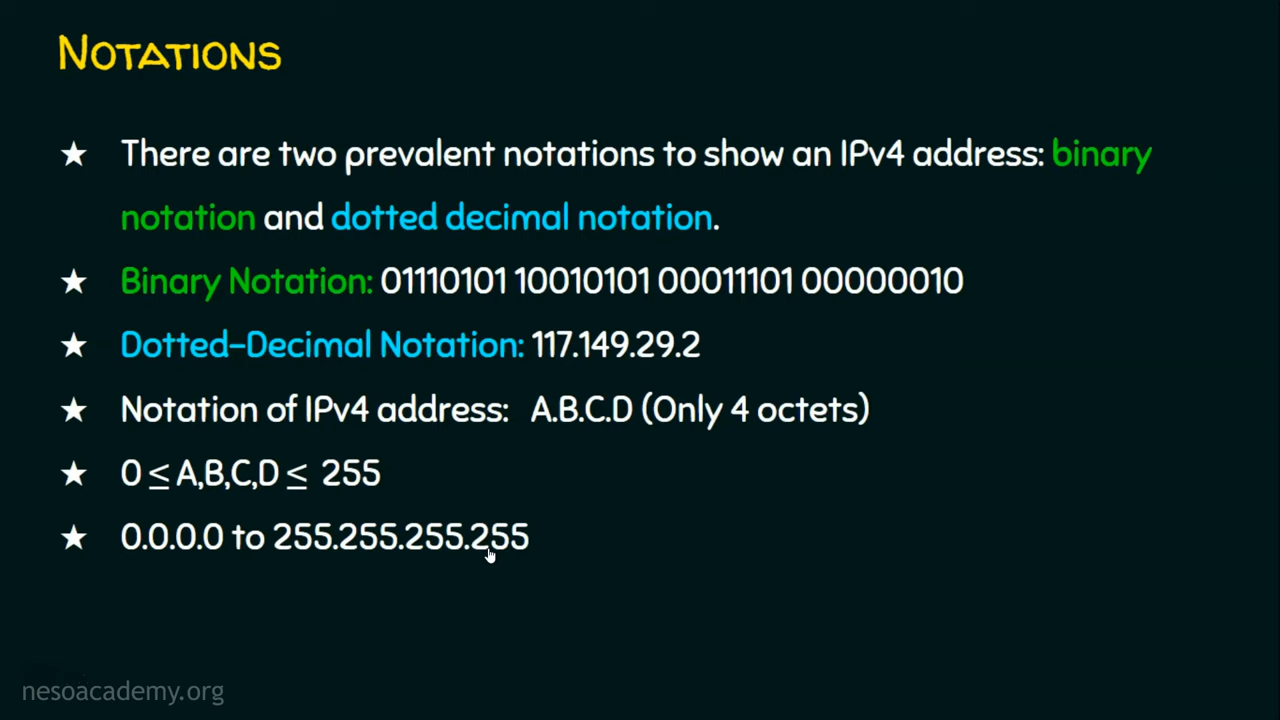 NOTATIONS
★ There are two prevalent notations to show an IPv4 address: binary
notation and dotted decimal notation.
★ Binary Notation: 01110101 10010101 00011101 00000010
★ Dotted-Decimal Notation: 117.149.29.2
★ Notation of IPv4 address: A.B.C.D (Only 4 octets)
★ 0 ≤ A,B,C,D ≤ 255
★ 0.0.0.0 to 255.255.255.255
nesoacademy.org